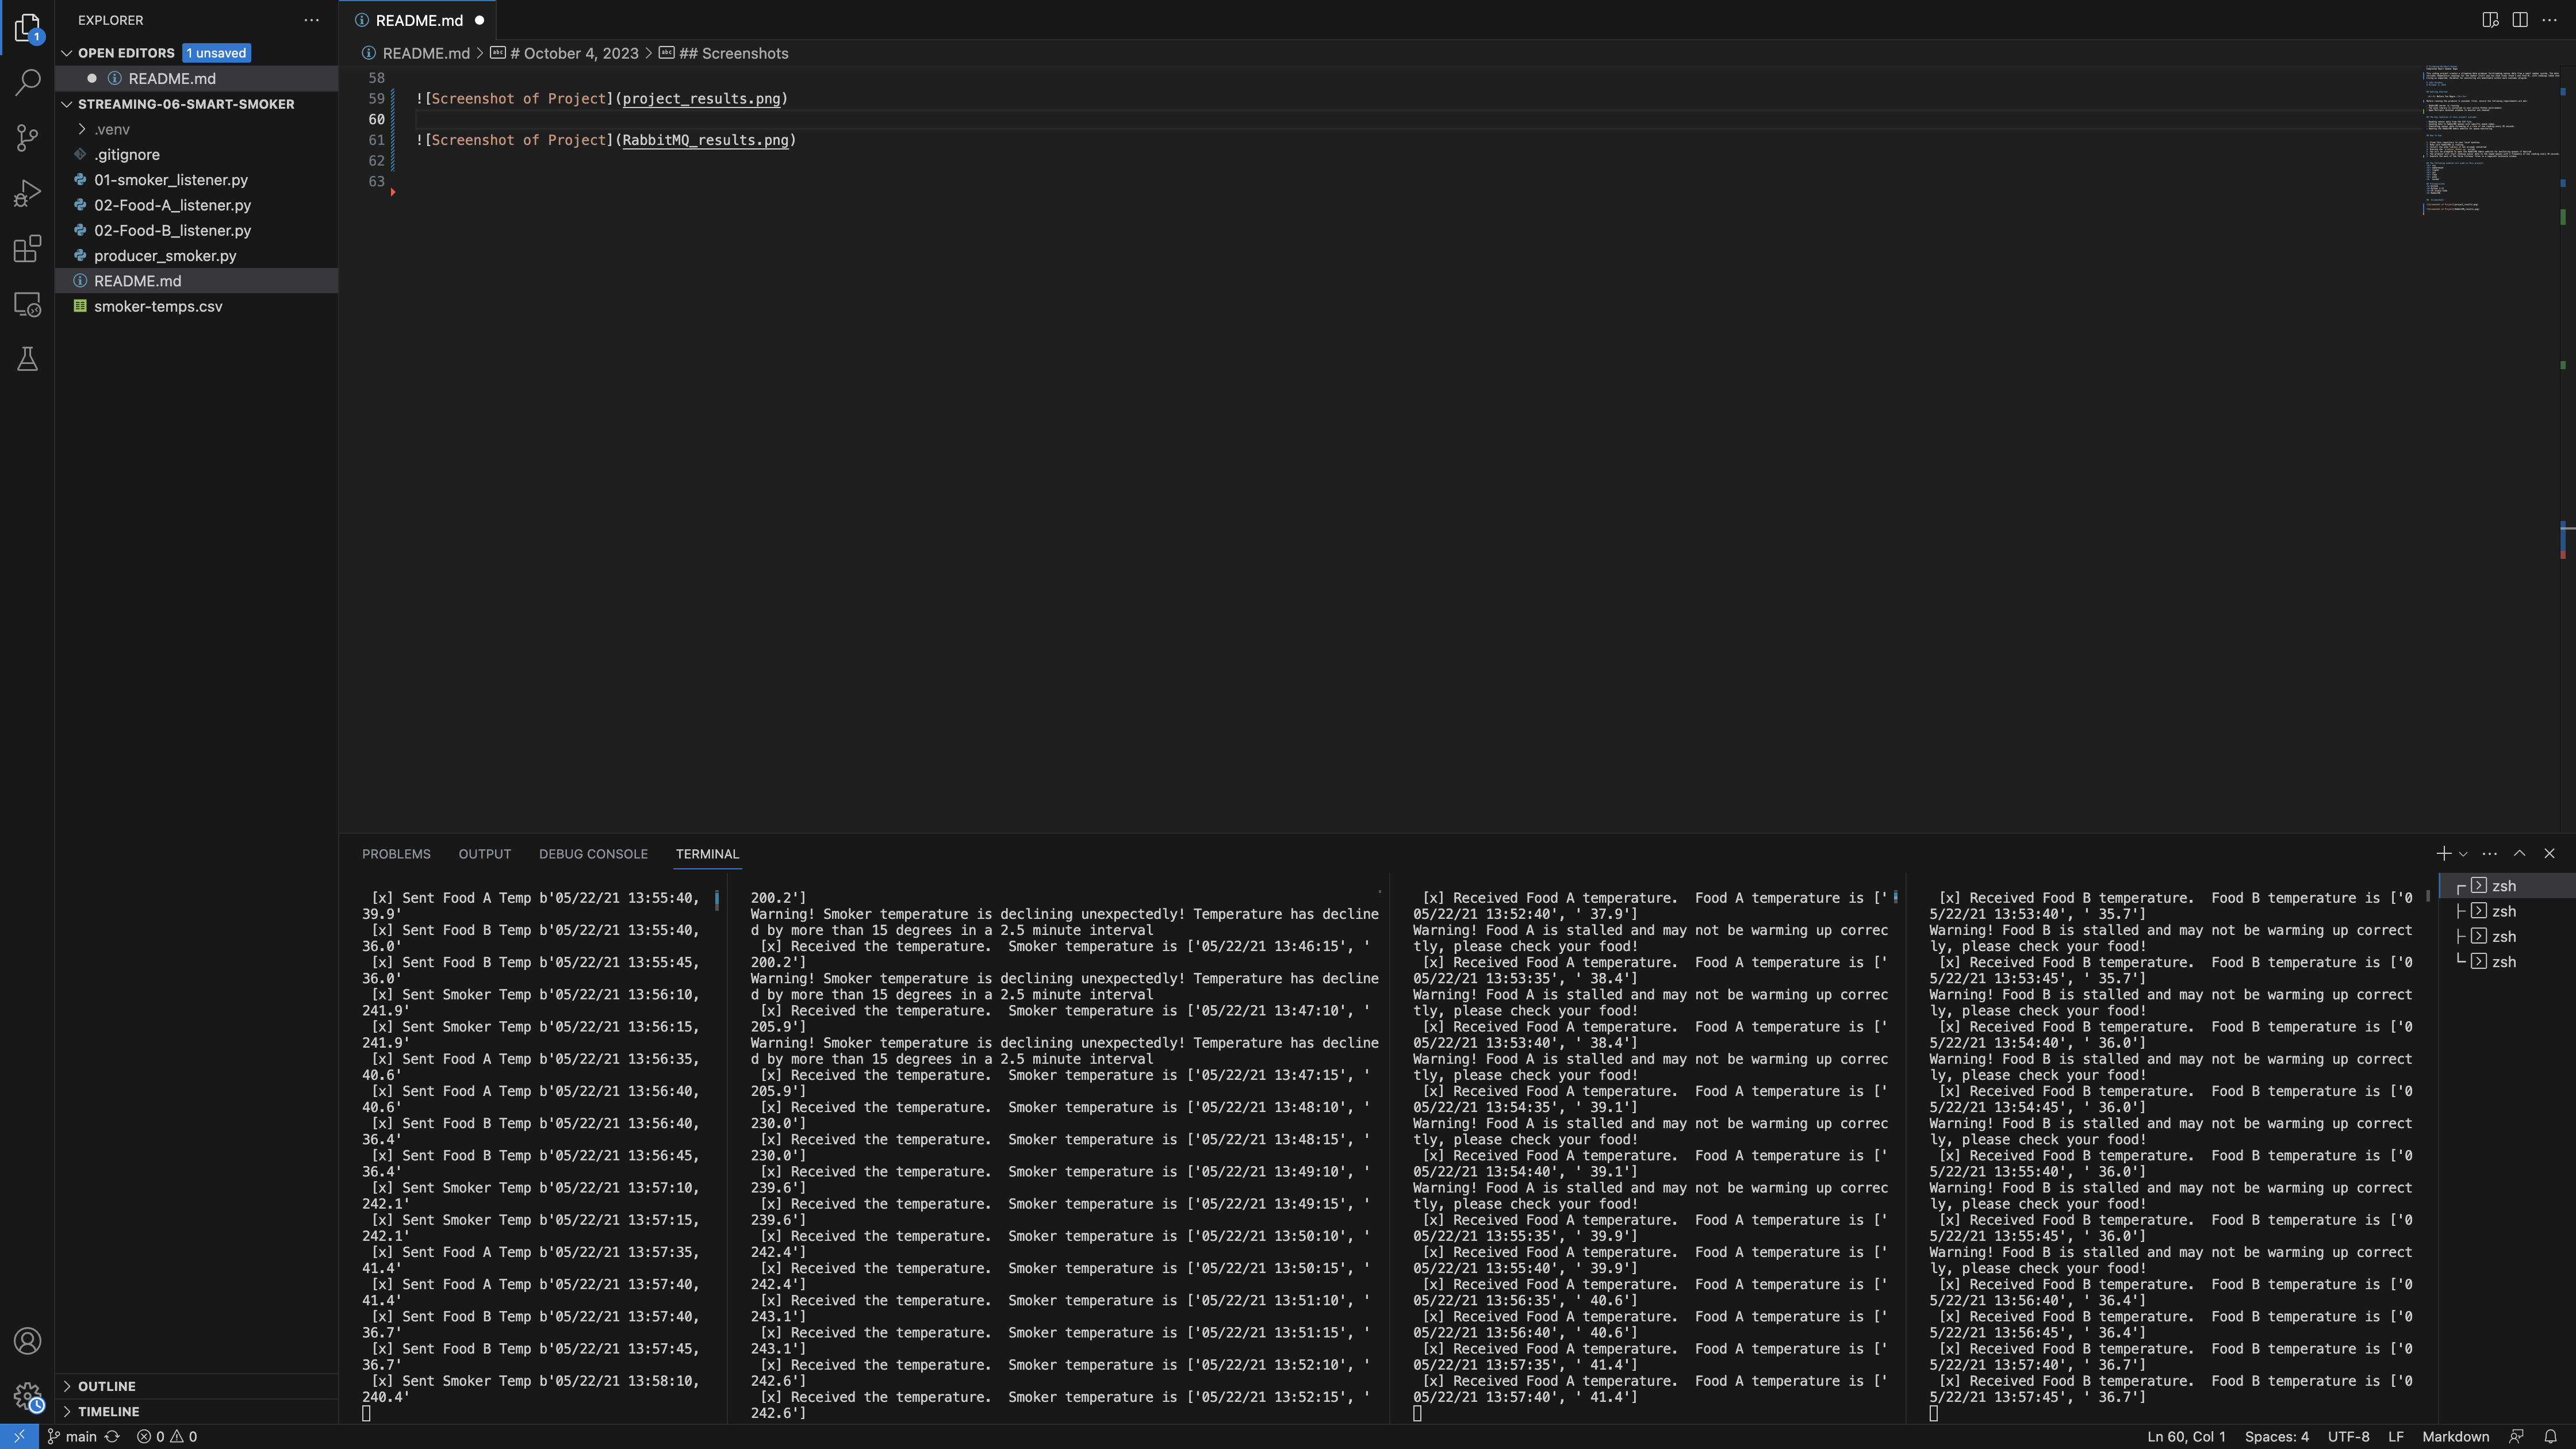 EXPLORER
OPEN EDITORS 1 unsaved
README.md
STREAMING-06-SMART-SMOKER
.venv
.gitignore
01-smoker_listener.py
02-Food-A_listener.py
02-Food-B_listener.py
producer_smoker.py
README.md
smoker-temps.csv
OUTLINE
TIMELINE
README.md
README.md > # October 4, 2023 > ## Screenshots
58
59 ![Screenshot of Project](project_results.png)
60
61 ![Screenshot of Project](RabbitMQ_results.png)
62
63
PROBLEMS OUTPUT DEBUG CONSOLE TERMINAL
[x] Sent Food A Temp b'05/22/21 13:55:40,
39.9'
[x] Sent Food B Temp b'05/22/21 13:55:40,
36.0'
[x] Sent Food B Temp b'05/22/21 13:55:45,
36.0'
[x] Sent Smoker Temp b'05/22/21 13:56:10,
241.9'
[x] Sent Smoker Temp b'05/22/21 13:56:15,
241.9'
[x] Sent Food A Temp b'05/22/21 13:56:35,
40.6'
[x] Sent Food A Temp b'05/22/21 13:56:40,
40.6'
[x] Sent Food B Temp b'05/22/21 13:56:40,
36.4'
[x] Sent Food B Temp b'05/22/21 13:56:45,
36.4'
[x] Sent Smoker Temp b'05/22/21 13:57:10,
242.1'
[x] Sent Smoker Temp b'05/22/21 13:57:15,
242.1'
[x] Sent Food A Temp b'05/22/21 13:57:35,
41.4'
[x] Sent Food A Temp b'05/22/21 13:57:40,
41.4'
[x] Sent Food B Temp b'05/22/21 13:57:40,
36.7'
[x] Sent Food B Temp b'05/22/21 13:57:45,
36.7'
[x] Sent Smoker Temp b'05/22/21 13:58:10,
240.4'
200.2']
Warning! Smoker temperature is declining unexpectedly! Temperature has decline
d by more than 15 degrees in a 2.5 minute interval
[x] Received the temperature.  Smoker temperature is ['05/22/21 13:46:15', '
200.2']
Warning! Smoker temperature is declining unexpectedly! Temperature has decline
d by more than 15 degrees in a 2.5 minute interval
[x] Received the temperature.  Smoker temperature is ['05/22/21 13:47:10', '
205.9']
Warning! Smoker temperature is declining unexpectedly! Temperature has decline
d by more than 15 degrees in a 2.5 minute interval
[x] Received the temperature.  Smoker temperature is ['05/22/21 13:47:15', '
205.9']
[x] Received the temperature.  Smoker temperature is ['05/22/21 13:48:10', '
230.0']
[x] Received the temperature.  Smoker temperature is ['05/22/21 13:48:15', '
230.0']
[x] Received the temperature.  Smoker temperature is ['05/22/21 13:49:10', '
239.6']
[x] Received the temperature.  Smoker temperature is ['05/22/21 13:49:15', '
239.6']
[x] Received the temperature.  Smoker temperature is ['05/22/21 13:50:10', '
242.4']
[x] Received the temperature.  Smoker temperature is ['05/22/21 13:50:15', '
242.4']
[x] Received the temperature.  Smoker temperature is ['05/22/21 13:51:10', '
243.1']
[x] Received the temperature.  Smoker temperature is ['05/22/21 13:51:15', '
243.1']
[x] Received the temperature.  Smoker temperature is ['05/22/21 13:52:10', '
242.6']
[x] Received the temperature.  Smoker temperature is ['05/22/21 13:52:15', '
242.6']
[x] Received Food A temperature.  Food A temperature is ['
05/22/21 13:52:40', ' 37.9']
Warning! Food A is stalled and may not be warming up correc
tly, please check your food!
[x] Received Food A temperature.  Food A temperature is ['
05/22/21 13:53:35', ' 38.4']
Warning! Food A is stalled and may not be warming up correc
tly, please check your food!
[x] Received Food A temperature.  Food A temperature is ['
05/22/21 13:53:40', ' 38.4']
Warning! Food A is stalled and may not be warming up correc
tly, please check your food!
[x] Received Food A temperature.  Food A temperature is ['
05/22/21 13:54:35', ' 39.1']
Warning! Food A is stalled and may not be warming up correc
tly, please check your food!
[x] Received Food A temperature.  Food A temperature is ['
05/22/21 13:54:40', ' 39.1']
Warning! Food A is stalled and may not be warming up correc
tly, please check your food!
[x] Received Food A temperature.  Food A temperature is ['
05/22/21 13:55:35', ' 39.9']
[x] Received Food A temperature.  Food A temperature is ['
05/22/21 13:55:40', ' 39.9']
[x] Received Food A temperature.  Food A temperature is ['
05/22/21 13:56:35', ' 40.6']
[x] Received Food A temperature.  Food A temperature is ['
05/22/21 13:56:40', ' 40.6']
[x] Received Food A temperature.  Food A temperature is ['
05/22/21 13:57:35', ' 41.4']
[x] Received Food A temperature.  Food A temperature is ['
05/22/21 13:57:40', ' 41.4']
[x] Received Food B temperature.  Food B temperature is ['0
5/22/21 13:53:40', ' 35.7']
Warning! Food B is stalled and may not be warming up correct
ly, please check your food!
[x] Received Food B temperature.  Food B temperature is ['0
5/22/21 13:53:45', ' 35.7']
Warning! Food B is stalled and may not be warming up correct
ly, please check your food!
[x] Received Food B temperature.  Food B temperature is ['0
5/22/21 13:54:40', ' 36.0']
Warning! Food B is stalled and may not be warming up correct
ly, please check your food!
[x] Received Food B temperature.  Food B temperature is ['0
5/22/21 13:54:45', ' 36.0']
Warning! Food B is stalled and may not be warming up correct
ly, please check your food!
[x] Received Food B temperature.  Food B temperature is ['0
5/22/21 13:55:40', ' 36.0']
Warning! Food B is stalled and may not be warming up correct
ly, please check your food!
[x] Received Food B temperature.  Food B temperature is ['0
5/22/21 13:55:45', ' 36.0']
Warning! Food B is stalled and may not be warming up correct
ly, please check your food!
[x] Received Food B temperature.  Food B temperature is ['0
5/22/21 13:56:40', ' 36.4']
[x] Received Food B temperature.  Food B temperature is ['0
5/22/21 13:56:45', ' 36.4']
[x] Received Food B temperature.  Food B temperature is ['0
5/22/21 13:57:40', ' 36.7']
[x] Received Food B temperature.  Food B temperature is ['0
5/22/21 13:57:45', ' 36.7']
zsh
zsh
zsh
zsh
main 0 0 Ln 60, Col 1 Spaces: 4 UTF-8 LF Markdown